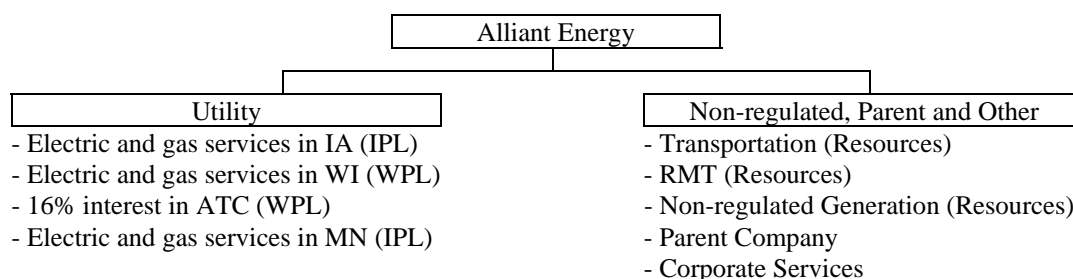 Alliant Energy
Utility
- Electric and gas services in IA (IPL)
- Electric and gas services in WI (WPL)
- 16% interest in ATC (WPL)
- Electric and gas services in MN (IPL)
Non-regulated, Parent and Other
- Transportation (Resources)
- RMT (Resources)
- Non-regulated Generation (Resources)
- Parent Company
- Corporate Services